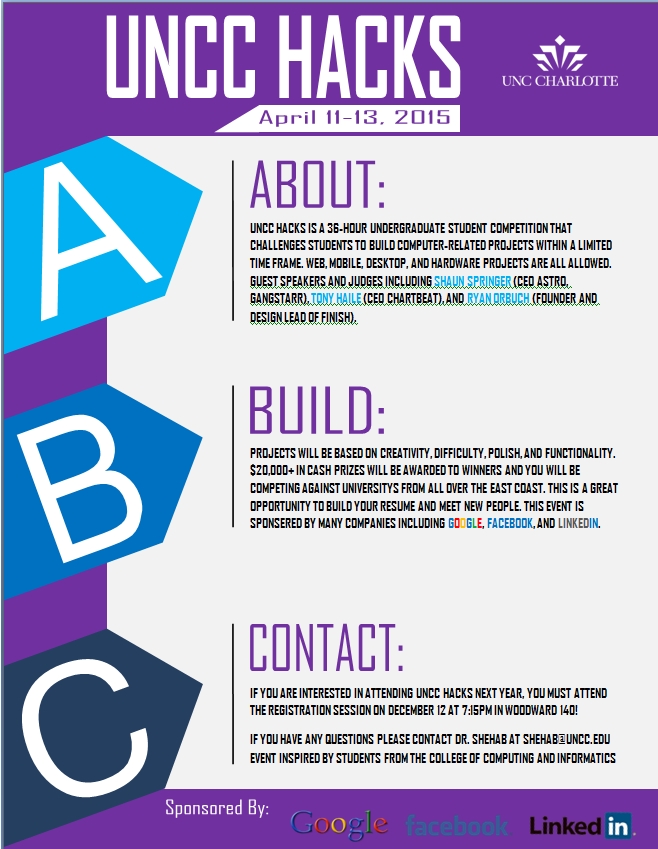 UNCC HACKS
UNC CHARLOTTE
April 11-13, 2015
A
ABOUT:
UNCC HACKS IS A 36-HOUR UNDERGRADUATE STUDENT COMPETITION THAT
CHALLENGES STUDENTS TO BUILD COMPUTER-RELATED PROJECTS WITHIN A LIMITED
TIME FRAME. WEB, MOBILE, DESKTOP, AND HARDWARE PROJECTS ARE ALL ALLOWED.
GUEST SPEAKERS AND JUDGES INCLUDING SHAUN SPRINGER (CEO ASTRO,
GANGSTARR), TONY HAILE (CEO CHARTBEAT), AND RYAN ORBUCH (FOUNDER AND
DESIGN LEAD OF FINISH).
B
BUILD:
PROJECTS WILL BE BASED ON CREATIVITY, DIFFICULTY, POLISH, AND FUNCTIONALITY.
$20,000+ IN CASH PRIZES WILL BE AWARDED TO WINNERS AND YOU WILL BE
COMPETING AGAINST UNIVERSITYS FROM ALL OVER THE EAST COAST. THIS IS A GREAT
OPPORTUNITY TO BUILD YOUR RESUME AND MEET NEW PEOPLE. THIS EVENT IS
SPONSERED BY MANY COMPANIES INCLUDING GOOGLE, FACEBOOK, AND LINKEDIN.
C
CONTACT:
IF YOU ARE INTERESTED IN ATTENDING UNCC HACKS NEXT YEAR, YOU MUST ATTEND
THE REGISTRATION SESSION ON DECEMBER 12 AT 7:15PM IN WOODWARD 140!
IF YOU HAVE ANY QUESTIONS PLEASE CONTACT DR. SHEHAB AT SHEHAB@UNCC.EDU
EVENT INSPIRED BY STUDENTS FROM THE COLLEGE OF COMPUTING AND INFORMATICS
Sponsored By:
Google facebook Linked in.